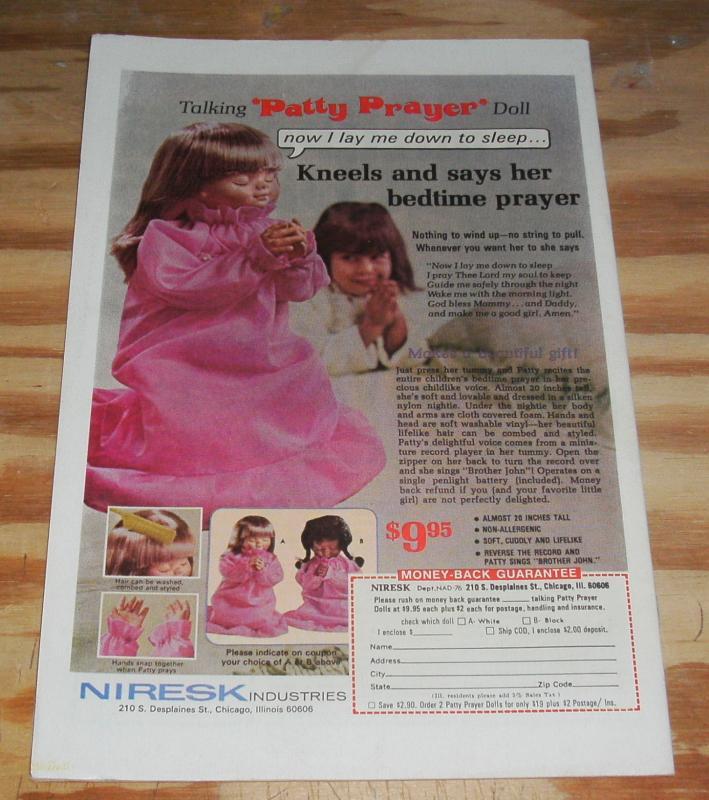 Talking "Patty Prayer" Doll
now I lay me down to sleep...
Kneels and says her
bedtime prayer
Nothing to wind up—no string to pull.
Whenever you want her to she says
"Now I lay me down to sleep
I pray Thee Lord my soul to keep
Guide me safely through the night
Wake me with the morning light.
God bless Mommy...and Daddy,
and make me a good girl. Amen."
Makes a beautiful gift!
Just press her tummy and Patty recites the
entire children's bedtime prayer in her pre-
cious childlike voice. Almost 20 inches tall,
she's soft and lovable and dressed in a silken
nylon nightie. Under the nightie her body
and arms are cloth covered foam. Hands and
head are soft washable vinyl—her beautiful
lifelike hair can be combed and styled.
Patty's delightful voice comes from a minia-
ture record player in her tummy. Open the
zipper on her back to turn the record over
and she sings "Brother John"! Operates on a
single penlight battery (included). Money
back refund if you (and your favorite little
girl) are not perfectly delighted.
$9.95
• ALMOST 20 INCHES TALL
• NON-ALLERGENIC
• SOFT, CUDDLY AND LIFELIKE
• REVERSE THE RECORD AND
PATTY SINGS "BROTHER JOHN."
Hair can be washed,
combed and styled
Hands snap together
when Patty prays
A
B
Please indicate on coupon
your choice of A or B above
NIRESK INDUSTRIES
210 S. Desplaines St., Chicago, Illinois 60606
MONEY-BACK GUARANTEE
NIRESK Dept. NAD-76 210 S. Desplaines St., Chicago, Ill. 60606
Please rush on money back guarantee ______ talking Patty Prayer
Dolls at $9.95 each plus $2 each for postage, handling and insurance.
check which doll □ A- White □ B- Black
I enclose $______ □ Ship COD, I enclose $2.00 deposit.
Name
Address
City
State Zip Code
(Ill. residents please add 5% Sales Tax)
□ Save $2.90. Order 2 Patty Prayer Dolls for only $19 plus $2 Postage/ Ins.